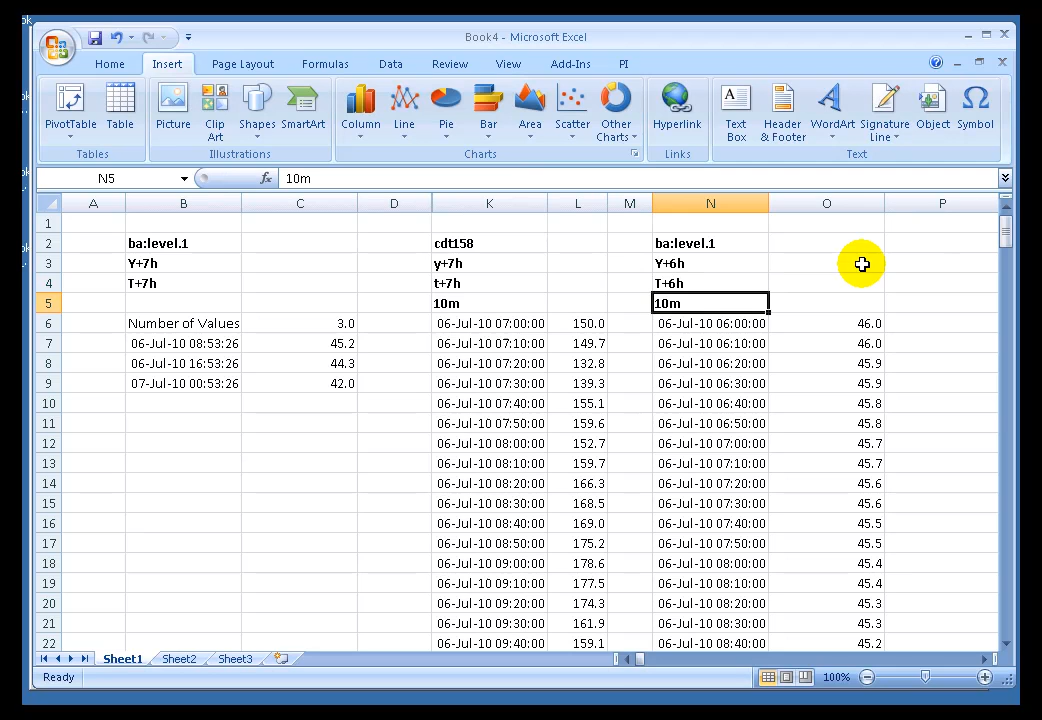 Book4 - Microsoft Excel
Home Insert Page Layout Formulas Data Review View Add-Ins PI
PivotTable Table Picture Clip Art Shapes SmartArt Column Line Pie Bar Area Scatter Other Charts Hyperlink Text Box Header & Footer WordArt Signature Line Object Symbol
Tables Illustrations Charts Links Text
N5 fx 10m
A B C D K L M N O P
1
2 ba:level.1 cdt158 ba:level.1
3 Y+7h y+7h Y+6h
4 T+7h t+7h T+6h
5 10m 10m
6 Number of Values 3.0 06-Jul-10 07:00:00 150.0 06-Jul-10 06:00:00 46.0
7 06-Jul-10 08:53:26 45.2 06-Jul-10 07:10:00 149.7 06-Jul-10 06:10:00 46.0
8 06-Jul-10 16:53:26 44.3 06-Jul-10 07:20:00 132.8 06-Jul-10 06:20:00 45.9
9 07-Jul-10 00:53:26 42.0 06-Jul-10 07:30:00 139.3 06-Jul-10 06:30:00 45.9
10 06-Jul-10 07:40:00 155.1 06-Jul-10 06:40:00 45.8
11 06-Jul-10 07:50:00 159.6 06-Jul-10 06:50:00 45.8
12 06-Jul-10 08:00:00 152.7 06-Jul-10 07:00:00 45.7
13 06-Jul-10 08:10:00 159.7 06-Jul-10 07:10:00 45.7
14 06-Jul-10 08:20:00 166.3 06-Jul-10 07:20:00 45.6
15 06-Jul-10 08:30:00 168.5 06-Jul-10 07:30:00 45.6
16 06-Jul-10 08:40:00 169.0 06-Jul-10 07:40:00 45.5
17 06-Jul-10 08:50:00 175.2 06-Jul-10 07:50:00 45.5
18 06-Jul-10 09:00:00 178.6 06-Jul-10 08:00:00 45.4
19 06-Jul-10 09:10:00 177.5 06-Jul-10 08:10:00 45.4
20 06-Jul-10 09:20:00 174.3 06-Jul-10 08:20:00 45.3
21 06-Jul-10 09:30:00 161.9 06-Jul-10 08:30:00 45.3
22 06-Jul-10 09:40:00 159.1 06-Jul-10 08:40:00 45.2
Sheet1 Sheet2 Sheet3
Ready 100%